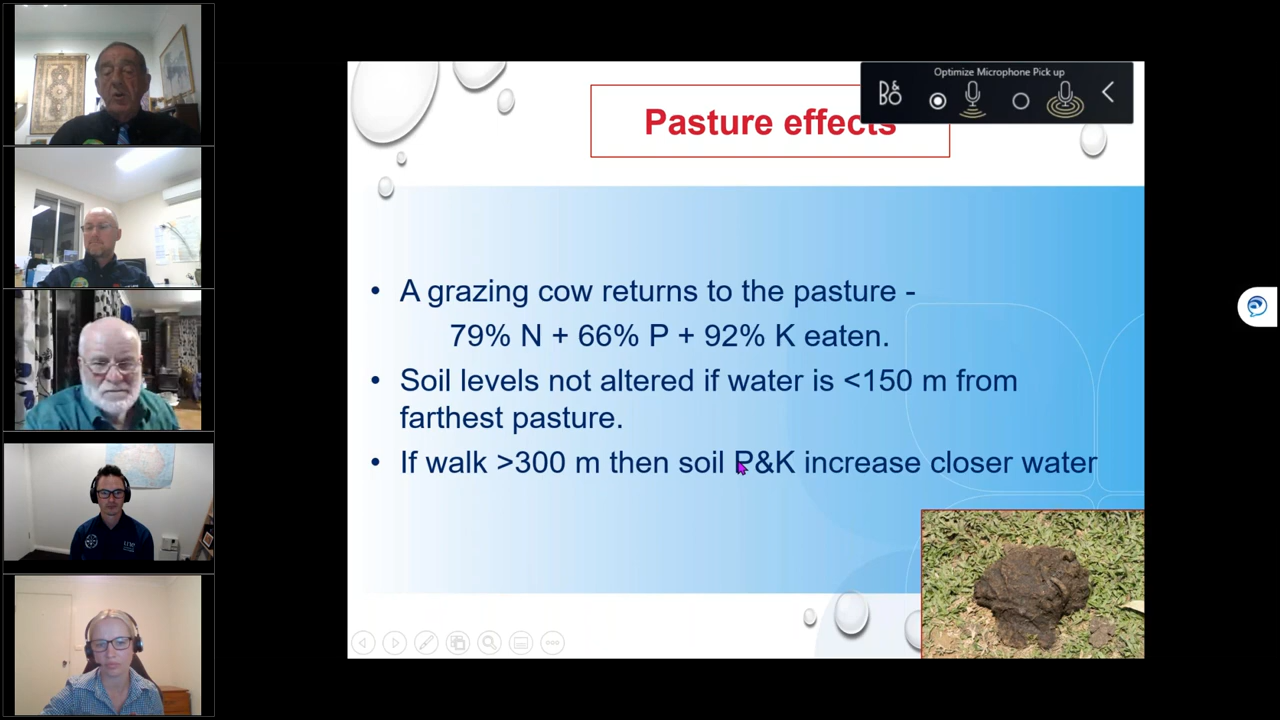 B&O
Optimize Microphone Pick up
Pasture effects
• A grazing cow returns to the pasture -
79% N + 66% P + 92% K eaten.
• Soil levels not altered if water is <150 m from
farthest pasture.
• If walk >300 m then soil P&K increase closer water
une